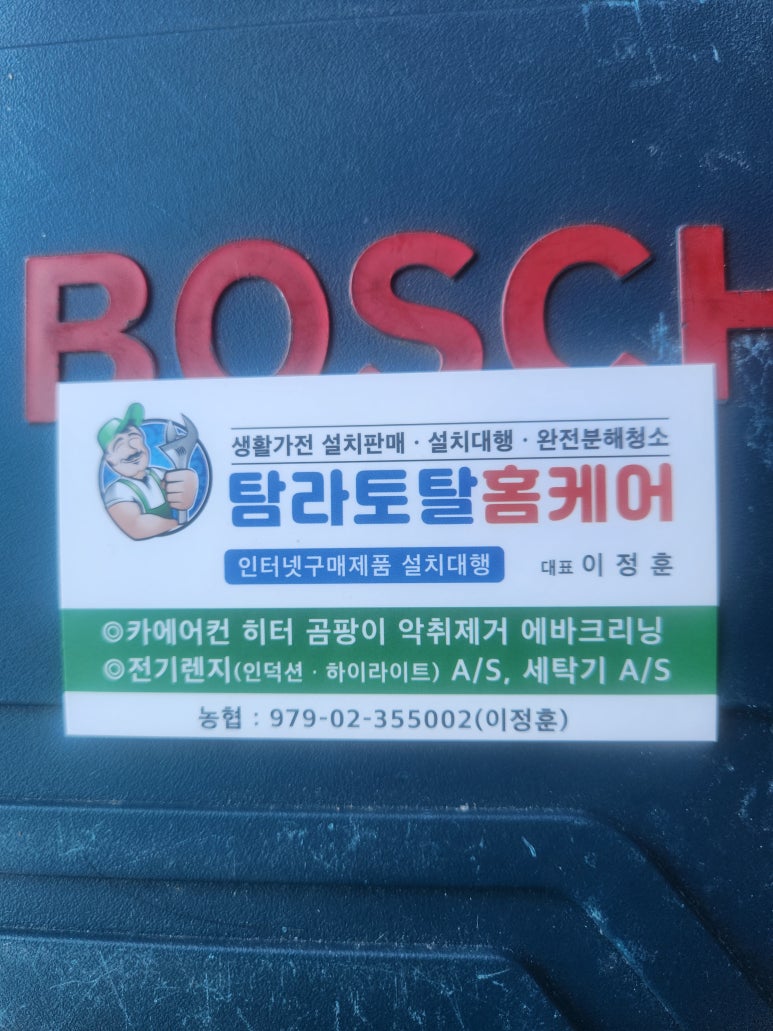 BOSCH
생활가전 설치판매 · 설치대행 · 완전분해청소
탐라토탈홈케어
인터넷구매제품 설치대행 대표 이정훈
◎카에어컨 히터 곰팡이 악취제거 에바크리닝
◎전기렌지(인덕션 · 하이라이트) A/S, 세탁기 A/S
농협 : 979-02-355002(이정훈)